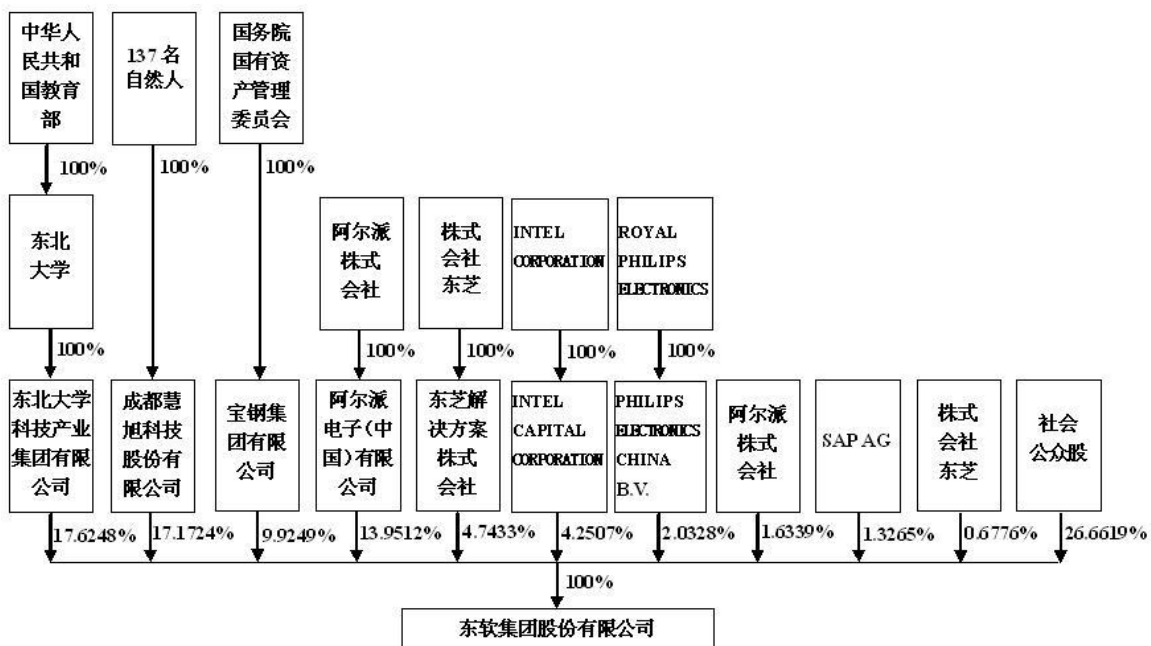 中华人
民共和
国教育
部
137 名
自然人
国务院
国有资
产管理
委员会
100%
100%
100%
东北
大学
阿尔派
株式
会社
株式
会社
东芝
INTEL
CORPORATION
ROYAL
PHILIPS
ELECTRONICS
100%
100%
100%
100%
100%
东北大学
科技产业
集团有限
公司
成都慧
旭科技
股份有
限公司
宝钢集
团有限
公司
阿尔派
电子(中
国)有限
公司
东芝解
决方案
株式
会社
INTEL
CAPITAL
CORPORATION
PHILIPS
ELECTRONICS
CHINA
B.V.
阿尔派
株式
会社
SAP AG
株式
会社
东芝
社会
公众股
17.6248%
17.1724%
9.9249%
13.9512%
4.7433%
4.2507%
2.0328%
1.6339%
1.3265%
0.6776%
26.6619%
100%
东软集团股份有限公司